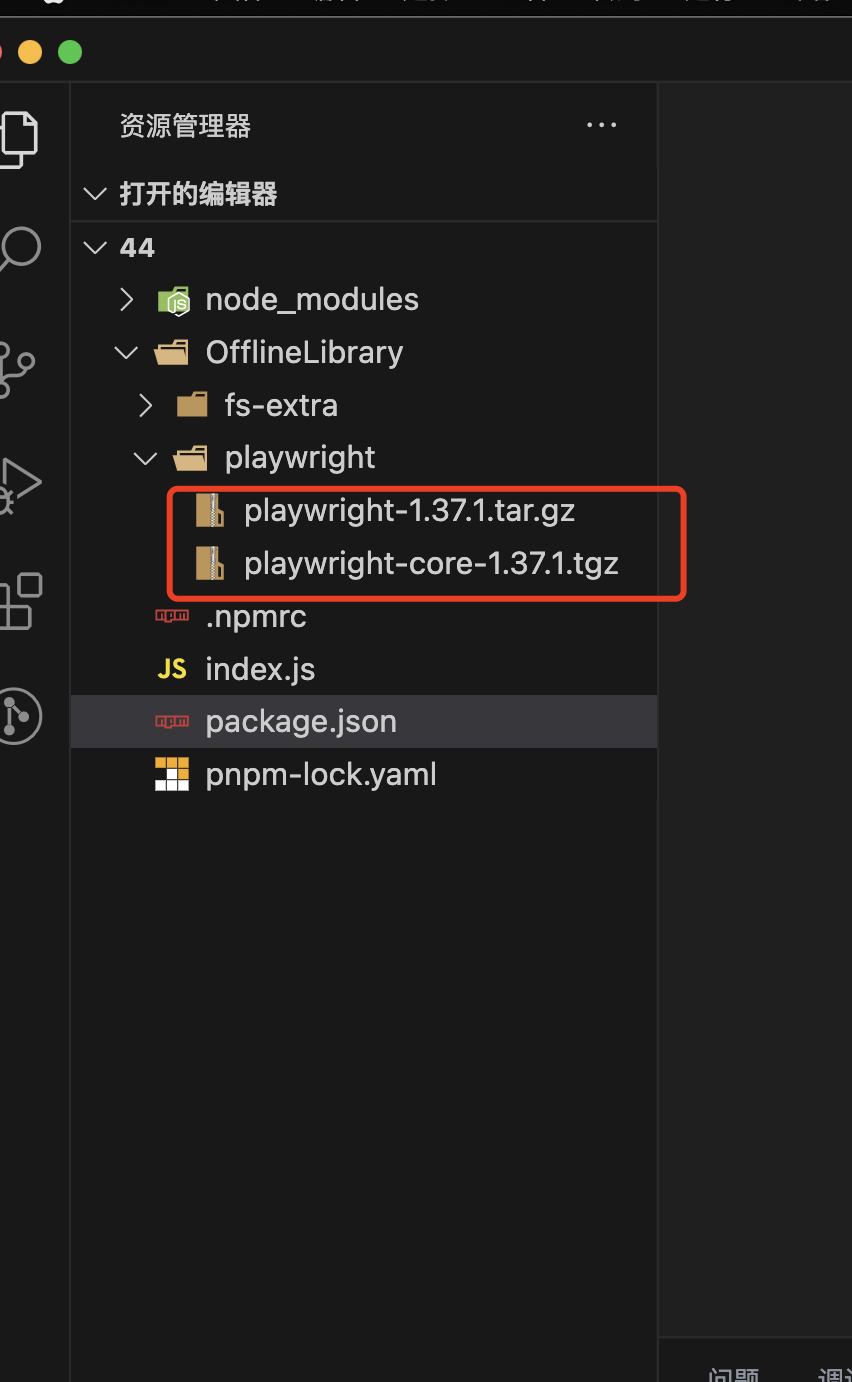 资源管理器
打开的编辑器
44
node_modules
OfflineLibrary
fs-extra
playwright
playwright-1.37.1.tar.gz
playwright-core-1.37.1.tgz
.npmrc
JS index.js
package.json
pnpm-lock.yaml
问题